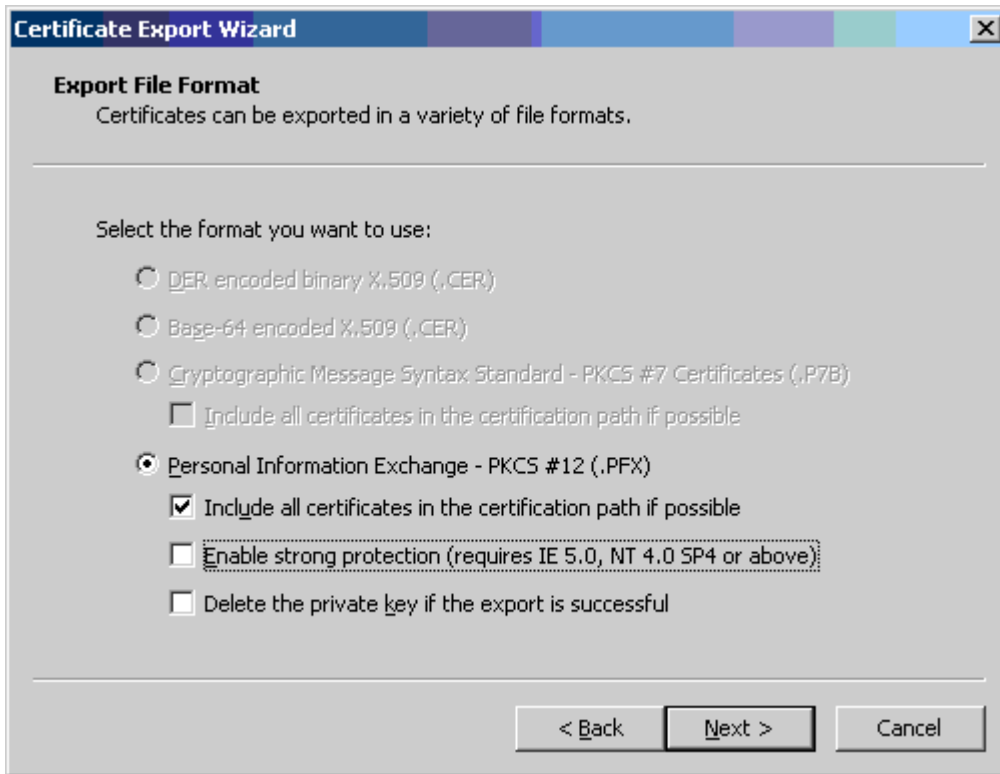 Certificate Export Wizard
Export File Format
Certificates can be exported in a variety of file formats.
Select the format you want to use:
DER encoded binary X.509 (.CER)
Base-64 encoded X.509 (.CER)
Cryptographic Message Syntax Standard - PKCS #7 Certificates (.P7B)
Include all certificates in the certification path if possible
Personal Information Exchange - PKCS #12 (.PFX)
Include all certificates in the certification path if possible
Enable strong protection (requires IE 5.0, NT 4.0 SP4 or above)
Delete the private key if the export is successful
< Back Next > Cancel